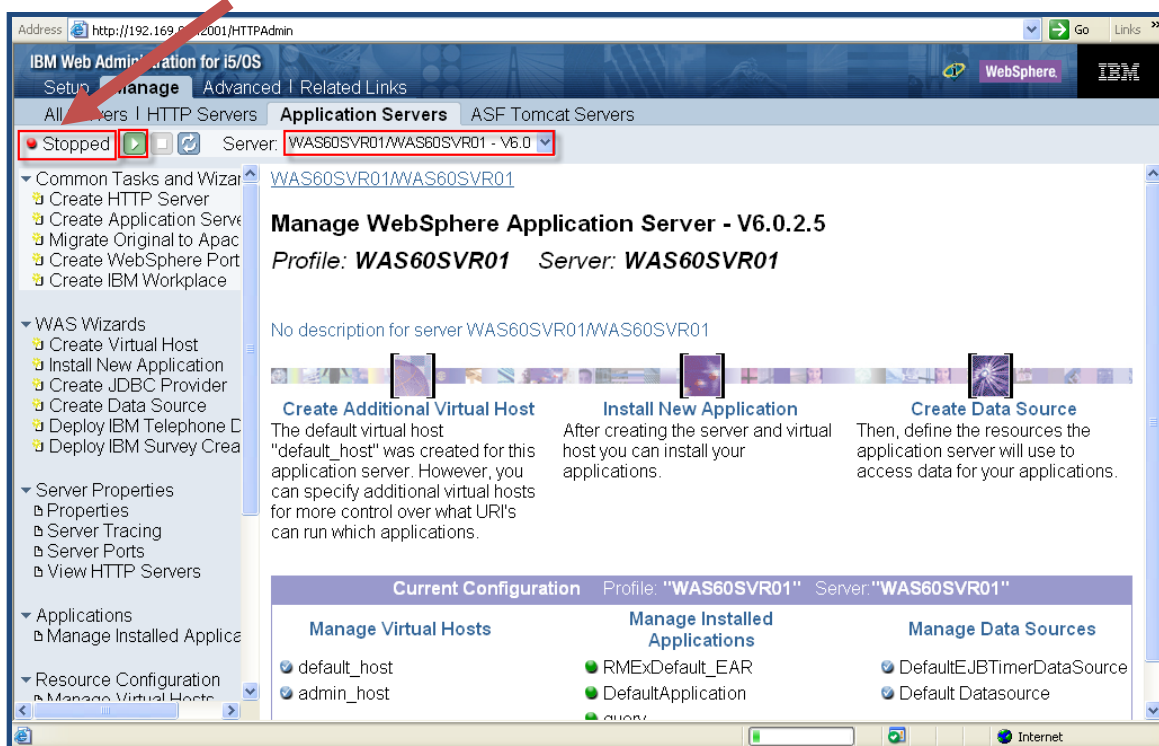 Address http://192.169. 2001/HTTPAdmin Go Links »
IBM Web Administration for i5/OS
WebSphere. IBM
Setup Manage Advanced | Related Links
All Servers | HTTP Servers Application Servers ASF Tomcat Servers
Stopped Server: WAS60SVR01/WAS60SVR01 - V6.0
Common Tasks and Wizar
Create HTTP Server
Create Application Serve
Migrate Original to Apac
Create WebSphere Port
Create IBM Workplace
WAS Wizards
Create Virtual Host
Install New Application
Create JDBC Provider
Create Data Source
Deploy IBM Telephone D
Deploy IBM Survey Crea
Server Properties
Properties
Server Tracing
Server Ports
View HTTP Servers
Applications
Manage Installed Applica
Resource Configuration
Manage Virtual Hosts
WAS60SVR01/WAS60SVR01
Manage WebSphere Application Server - V6.0.2.5
Profile: WAS60SVR01 Server: WAS60SVR01
No description for server WAS60SVR01/WAS60SVR01
Create Additional Virtual Host
The default virtual host
"default_host" was created for this
application server. However, you
can specify additional virtual hosts
for more control over what URI's
can run which applications.
Install New Application
After creating the server and virtual
host you can install your
applications.
Create Data Source
Then, define the resources the
application server will use to
access data for your applications.
Current Configuration Profile: "WAS60SVR01" Server:"WAS60SVR01"
Manage Virtual Hosts
default_host
admin_host
Manage Installed
Applications
RMExDefault_EAR
DefaultApplication
query
Manage Data Sources
DefaultEJBTimerDataSource
Default Datasource
Internet